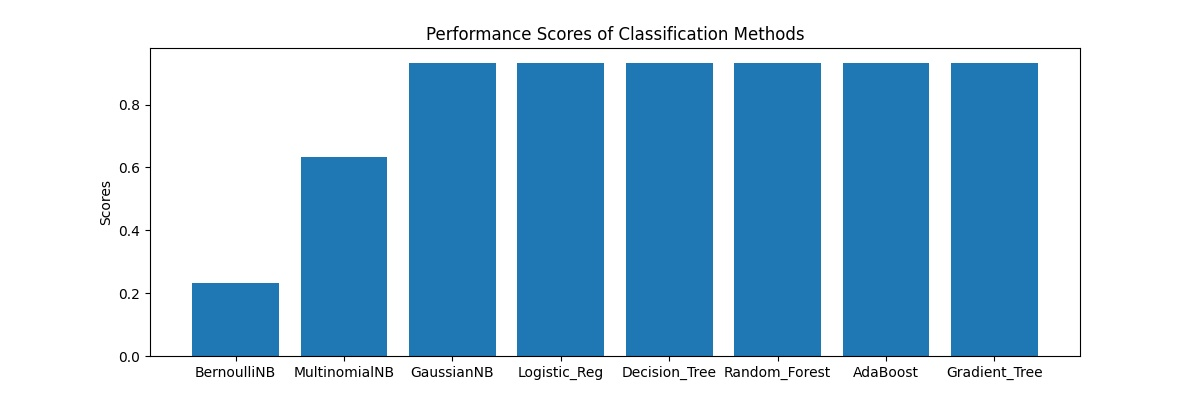 Performance Scores of Classification Methods
Scores
0.8
0.6
0.4
0.2
0.0
BernoulliNB MultinomialNB GaussianNB Logistic_Reg Decision_Tree Random_Forest AdaBoost Gradient_Tree